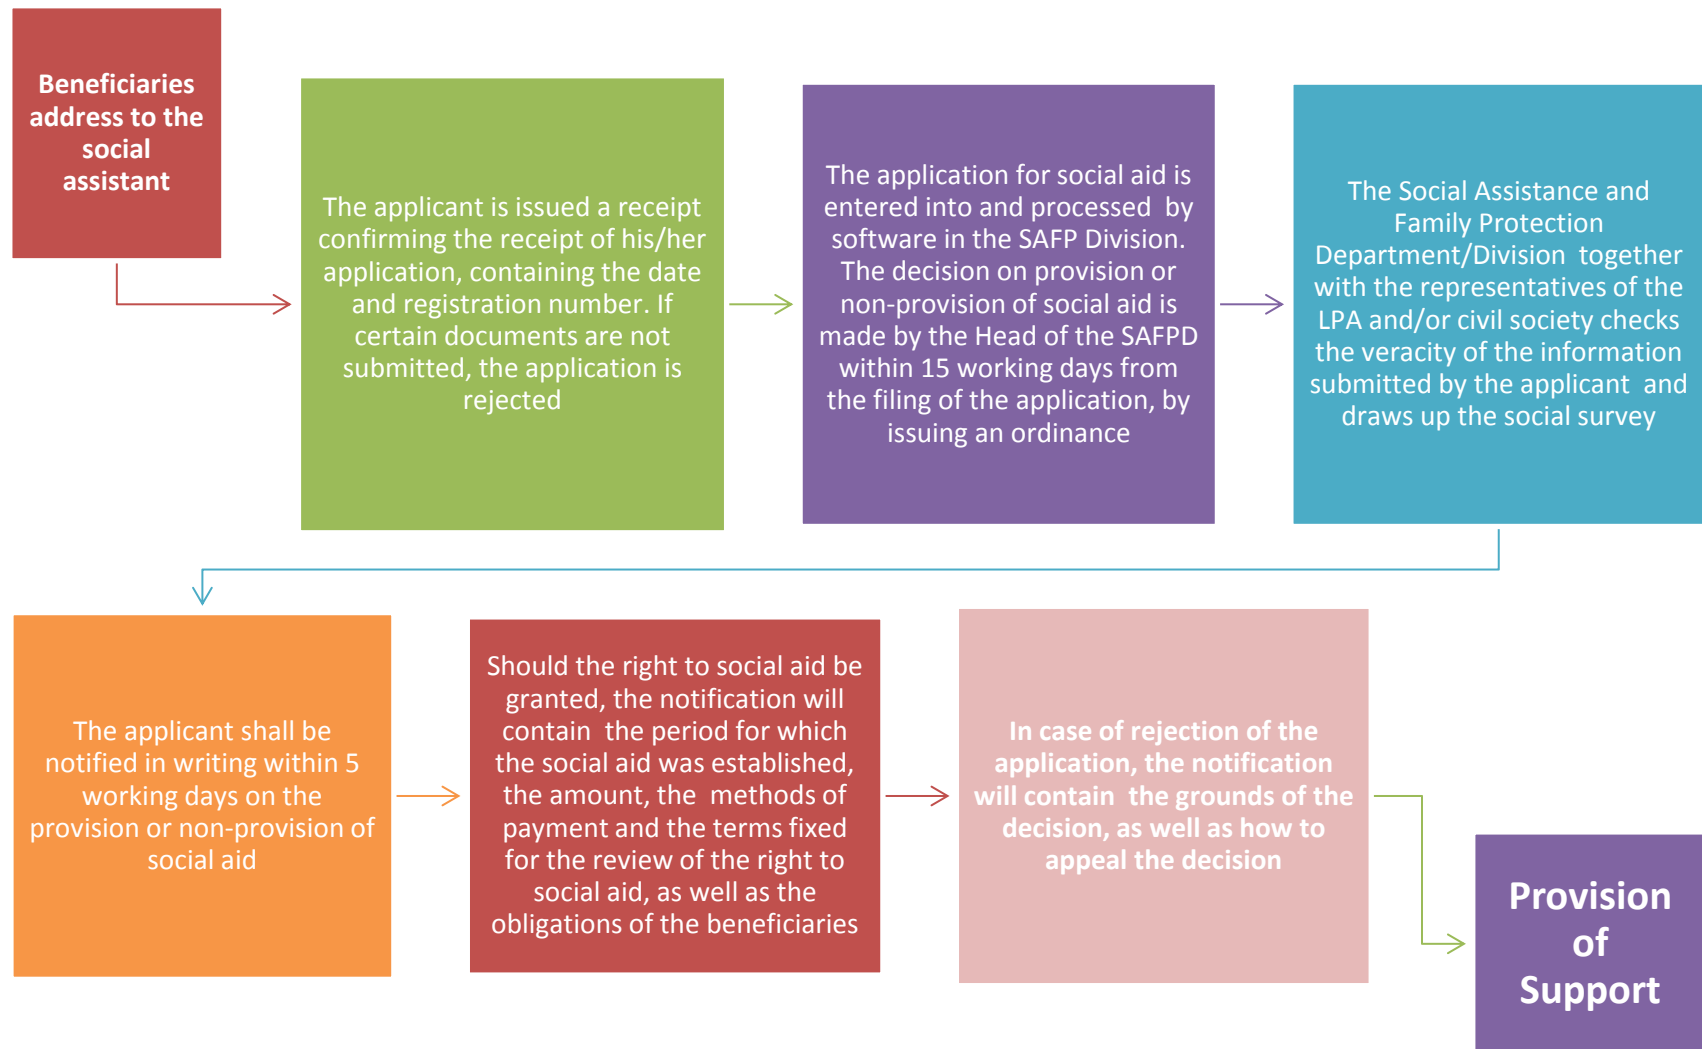 Beneficiaries
address to the
social
assistant
The applicant is issued a receipt
confirming the receipt of his/her
application, containing the date
and registration number. If
certain documents are not
submitted, the application is
rejected
The application for social aid is
entered into and processed by
software in the SAFP Division.
The decision on provision or
non-provision of social aid is
made by the Head of the SAFPD
within 15 working days from
the filing of the application, by
issuing an ordinance
The Social Assistance and
Family Protection
Department/Division together
with the representatives of the
LPA and/or civil society checks
the veracity of the information
submitted by the applicant and
draws up the social survey
The applicant shall be
notified in writing within 5
working days on the
provision or non-provision of
social aid
Should the right to social aid be
granted, the notification will
contain the period for which
the social aid was established,
the amount, the methods of
payment and the terms fixed
for the review of the right to
social aid, as well as the
obligations of the beneficiaries
In case of rejection of the
application, the notification
will contain the grounds of the
decision, as well as how to
appeal the decision
Provision
of
Support